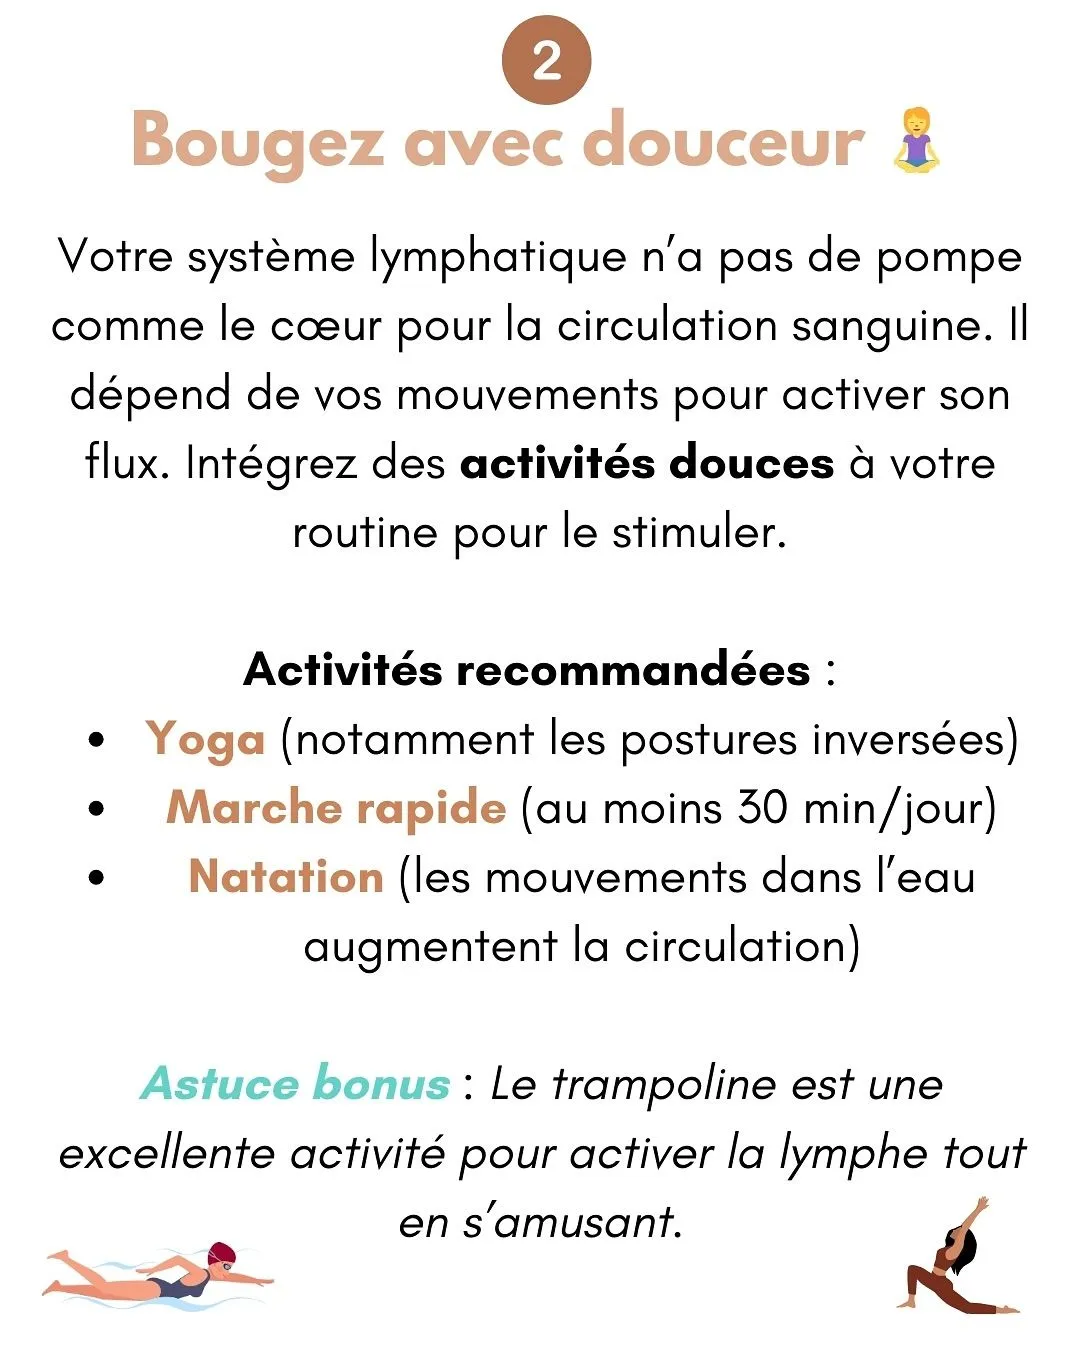 2
Bougez avec douceur
Votre système lymphatique n’a pas de pompe
comme le cœur pour la circulation sanguine. Il
dépend de vos mouvements pour activer son
flux. Intégrez des activités douces à votre
routine pour le stimuler.
Activités recommandées :
• Yoga (notamment les postures inversées)
• Marche rapide (au moins 30 min/jour)
• Natation (les mouvements dans l’eau
augmentent la circulation)
Astuce bonus : Le trampoline est une
excellente activité pour activer la lymphe tout
en s’amusant.